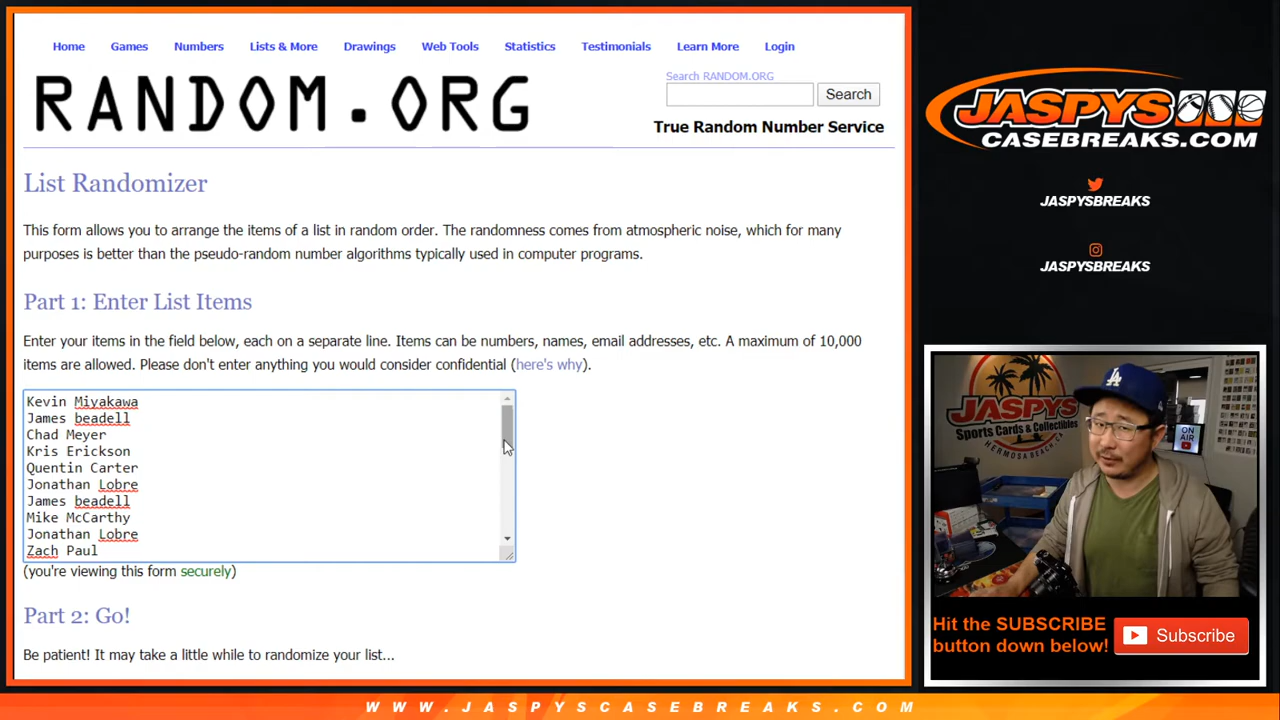 Home Games Numbers Lists & More Drawings Web Tools Statistics Testimonials Learn More Login
RANDOM.ORG
Search RANDOM.ORG
Search
True Random Number Service
List Randomizer
This form allows you to arrange the items of a list in random order. The randomness comes from atmospheric noise, which for many
purposes is better than the pseudo-random number algorithms typically used in computer programs.
Part 1: Enter List Items
Enter your items in the field below, each on a separate line. Items can be numbers, names, email addresses, etc. A maximum of 10,000
items are allowed. Please don't enter anything you would consider confidential (here's why).
Kevin Miyakawa
James beadell
Chad Meyer
Kris Erickson
Quentin Carter
Jonathan Lobre
James beadell
Mike McCarthy
Jonathan Lobre
Zach Paul
(you're viewing this form securely)
Part 2: Go!
Be patient! It may take a little while to randomize your list...
JASPYS
CASEBREAKS.COM
JASPYSBREAKS
JASPYSBREAKS
JASPYS
Sports Cards & Collectibles
HERMOSA BEACH, CA
ON
AIR
LA
Hit the SUBSCRIBE
button down below!
Subscribe
WWW.JASPYSCASEBREAKS.COM